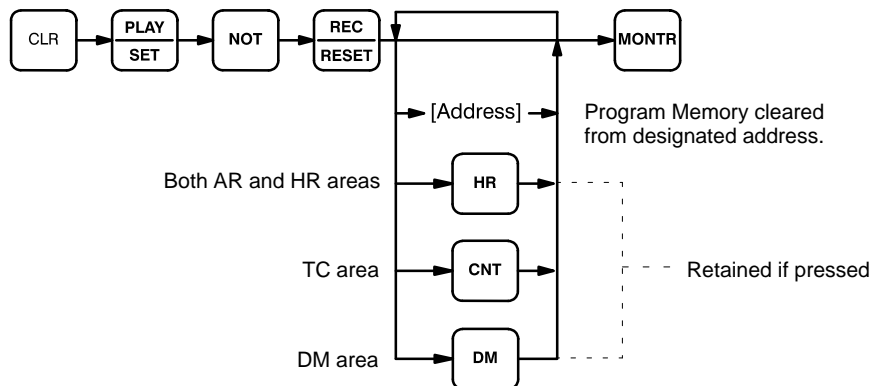 CLR
PLAY
SET
NOT
REC
RESET
MONTR
[Address]
Program Memory cleared
from designated address.
Both AR and HR areas
HR
TC area
CNT
Retained if pressed
DM area
DM